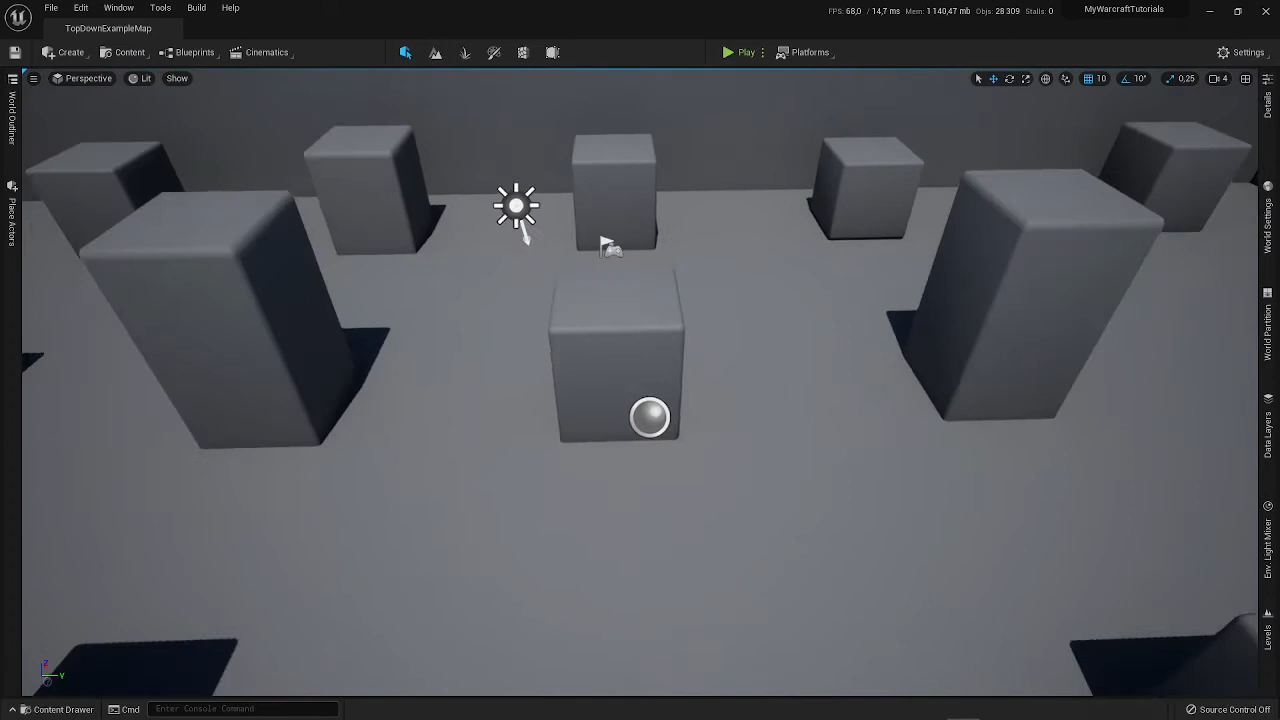 File Edit Window Tools Build Help
FPS: 68,0 / 14,7 ms Mem: 1 140,47 mb Objs: 28 309 Stalls: 0
MyWarcraftTutorials
TopDownExampleMap
Create Content Blueprints Cinematics Play Platforms Settings
Perspective Lit Show 10 10° 0,25 4
World Outliner
Place Actors
Details
World Settings
World Partition
Data Layers
Env. Light Mixer
Levels
Z
Y
Content Drawer Cmd Enter Console Command Source Control Off